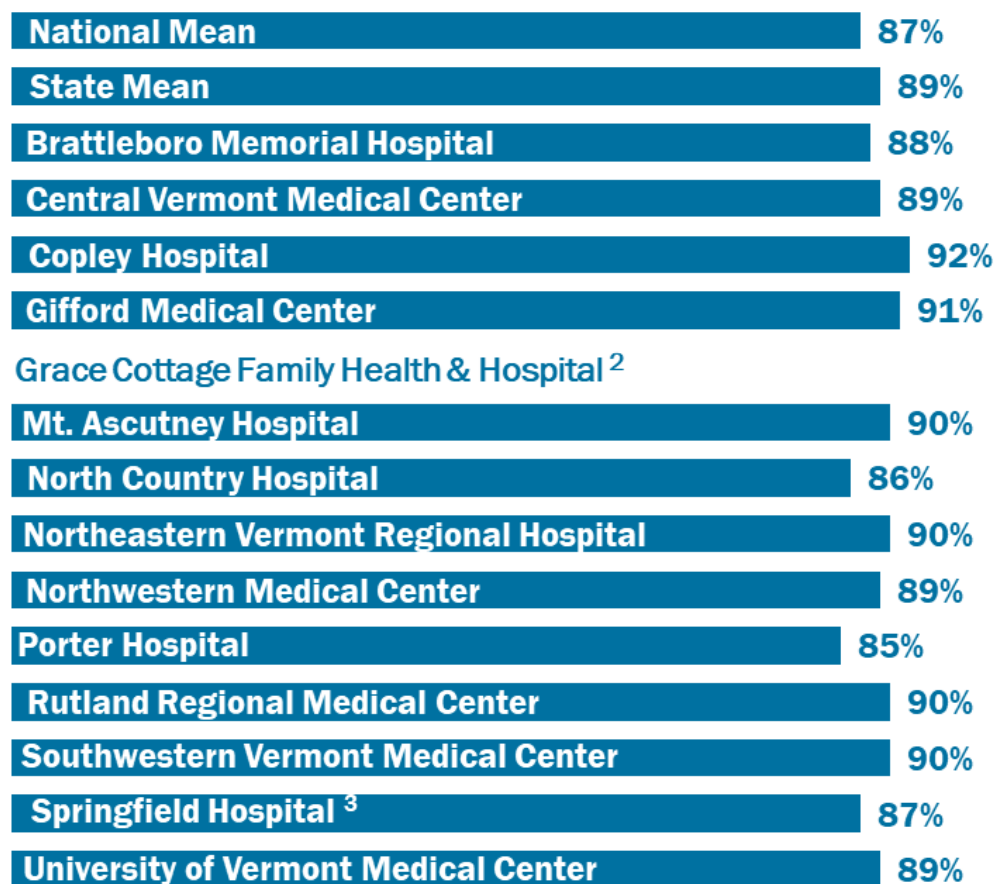 National Mean 87%
State Mean 89%
Brattleboro Memorial Hospital 88%
Central Vermont Medical Center 89%
Copley Hospital 92%
Gifford Medical Center 91%
Grace Cottage Family Health & Hospital ²
Mt. Ascutney Hospital 90%
North Country Hospital 86%
Northeastern Vermont Regional Hospital 90%
Northwestern Medical Center 89%
Porter Hospital 85%
Rutland Regional Medical Center 90%
Southwestern Vermont Medical Center 90%
Springfield Hospital ³ 87%
University of Vermont Medical Center 89%